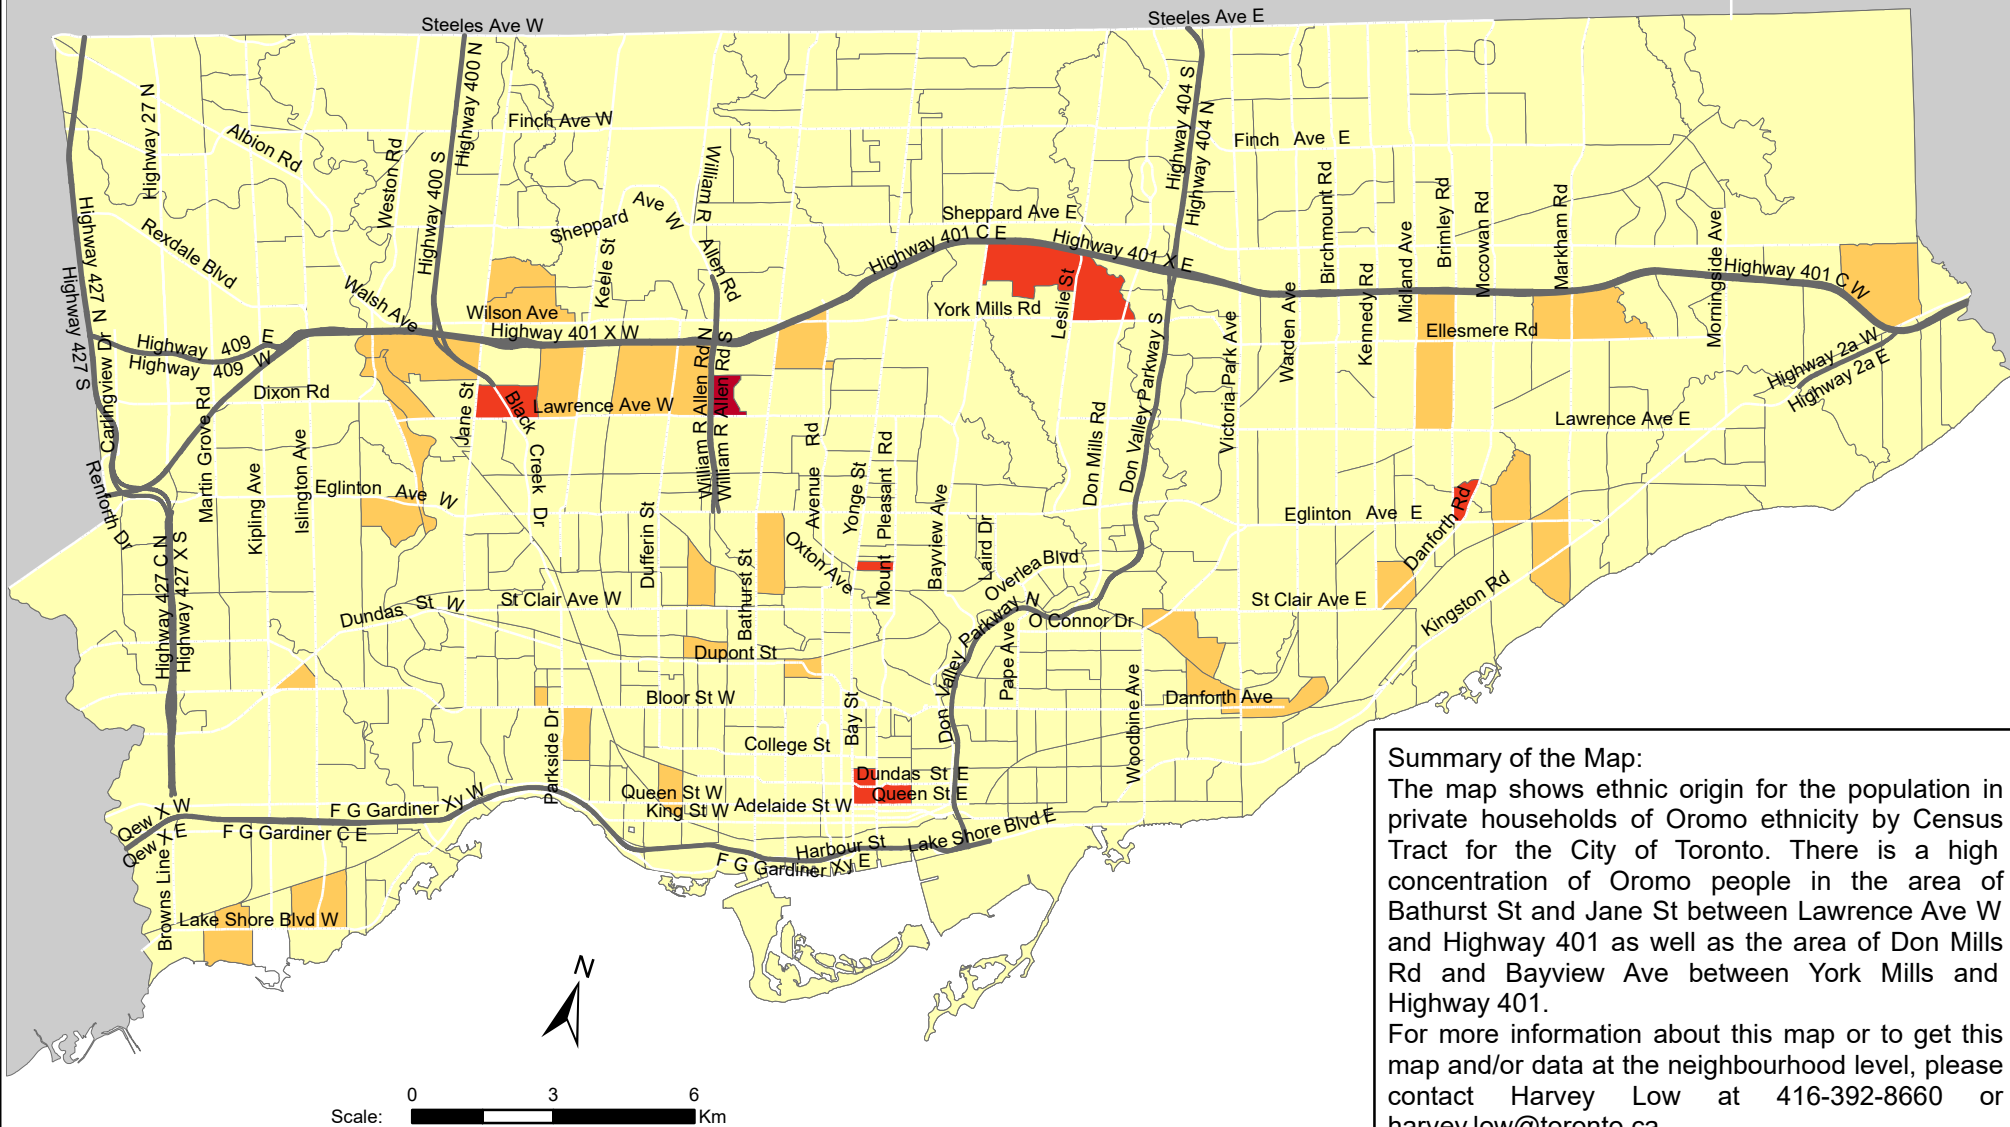 Steeles Ave W
Steeles Ave E
Highway 400 N
Highway 404 S
Highway 27 N
Finch Ave W
Albion Rd
Highway 404 N
Finch Ave E
Weston Rd
Highway 400 S
William R Allen Rd
Birchmount Rd
Brimley Rd
Mccowan Rd
Markham Rd
Sheppard Ave W
Sheppard Ave E
Midland Ave
Morningside Ave
Highway 427 N
Rexdale Blvd
Keele St
Highway 401 C E
Highway 401 X E
Kennedy Rd
Highway 401 C W
Highway 427 S
Walsh Ave
Wilson Ave
York Mills Rd
Leslie St
Warden Ave
Ellesmere Rd
Highway 401 X W
Highway 409 E
Highway 409 W
Carlingview Dr
Dixon Rd
Martin Grove Rd
Jane St
Black Creek Dr
Lawrence Ave W
William R Allen Rd N
William R Allen Rd S
Don Valley Parkway S
Victoria Park Ave
Highway 2a W
Highway 2a E
Lawrence Ave E
Renforth Dr
Kipling Ave
Islington Ave
Eglinton Ave W
Dufferin St
Avenue Rd
Yonge St
Mount Pleasant Rd
Bayview Ave
Don Mills Rd
Laird Dr
Eglinton Ave E
Danforth Rd
Highway 427 C N
Highway 427 X S
Bathurst St
Oxton Ave
Overlea Blvd
Dundas St W
St Clair Ave W
St Clair Ave E
Kingston Rd
Don Valley Parkway N
O Connor Dr
Pape Ave
Dupont St
Woodbine Ave
Bloor St W
Danforth Ave
Parkside Dr
Bay St
College St
Dundas St E
Queen St E
Queen St W
King St W
Adelaide St W
Qew X W
Qew X E
F G Gardiner Xy W
F G Gardiner C E
Harbour St
Lake Shore Blvd E
F G Gardiner Xy E
Browns Line
Lake Shore Blvd W
N
0 3 6
Scale: Km
Summary of the Map:
The map shows ethnic origin for the population in
private households of Oromo ethnicity by Census
Tract for the City of Toronto. There is a high
concentration of Oromo people in the area of
Bathurst St and Jane St between Lawrence Ave W
and Highway 401 as well as the area of Don Mills
Rd and Bayview Ave between York Mills and
Highway 401.
For more information about this map or to get this
map and/or data at the neighbourhood level, please
contact Harvey Low at 416-392-8660 or
harvey.low@toronto.ca